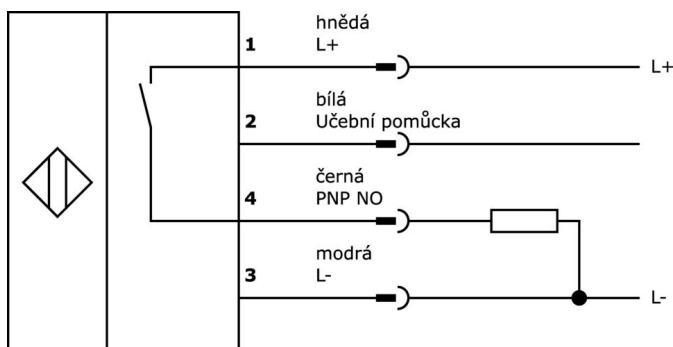 hnědá
1 L+ L+
bílá
2 Učební pomůcka
černá
4 PNP NO
modrá
3 L- L-